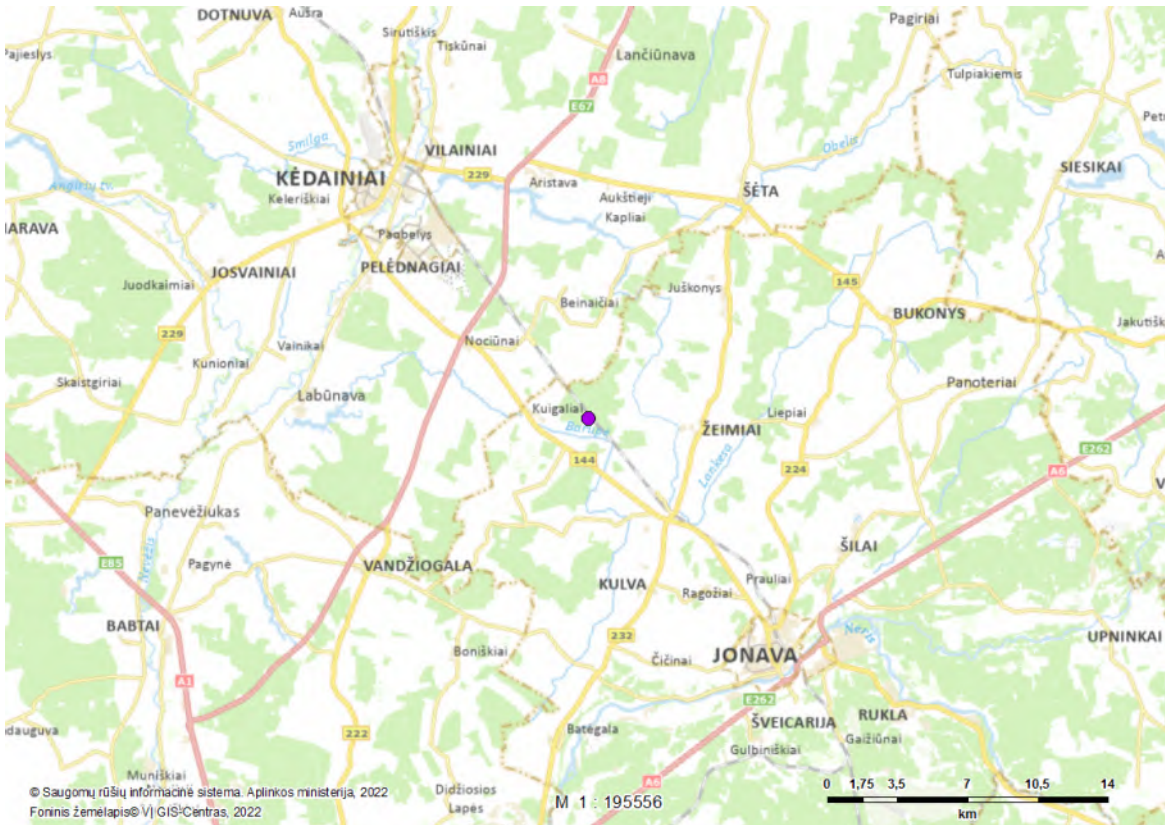 DOTNUVA
Aušra
Sirutiškis
Tiškūnai
Pajieslys
Lančiūnava
Pagiriai
Tulpiakiemis
A8
E67
Smilga
Obelis
VILAINIAI
KĖDAINIAI
229
Aristava
SIESIKAI
Angirių tv.
Keleriškiai
Aukštieji
Kapliai
ŠĖTA
Pabbelys
PELĖDNAGIAI
JOSVAINIAI
Juodkaimiai
Beinaičiai
Juškonys
145
BUKONYS
229
Nociūnai
Jakutišk
Vainikai
Kunioniai
Skaistgiriai
Labūnava
Panoteriai
Kuigaliai
Barupė
Liepiai
ŽEIMIAI
Lankesa
144
224
E262
A6
Panevėžiukas
Nevėžis
E85
Pagynė
VANDŽIOGALA
ŠILAI
KULVA
Prauliai
Ragožiai
BABTAI
232
Neris
UPNINKAI
Boniškiai
Čičinai
JONAVA
A1
E262
222
Batėgala
ŠVEICARIJA
RUKLA
Gaižiūnai
Gulbiniškiai
Muniškiai
Didžiosios
Lapės
A6
© Saugomų rūšių informacinė sistema. Aplinkos ministerija, 2022
Foninis žemėlapis© VĮ GIS-Centras, 2022
M 1 : 195556
0 1,75 3,5 7 10,5 14
km